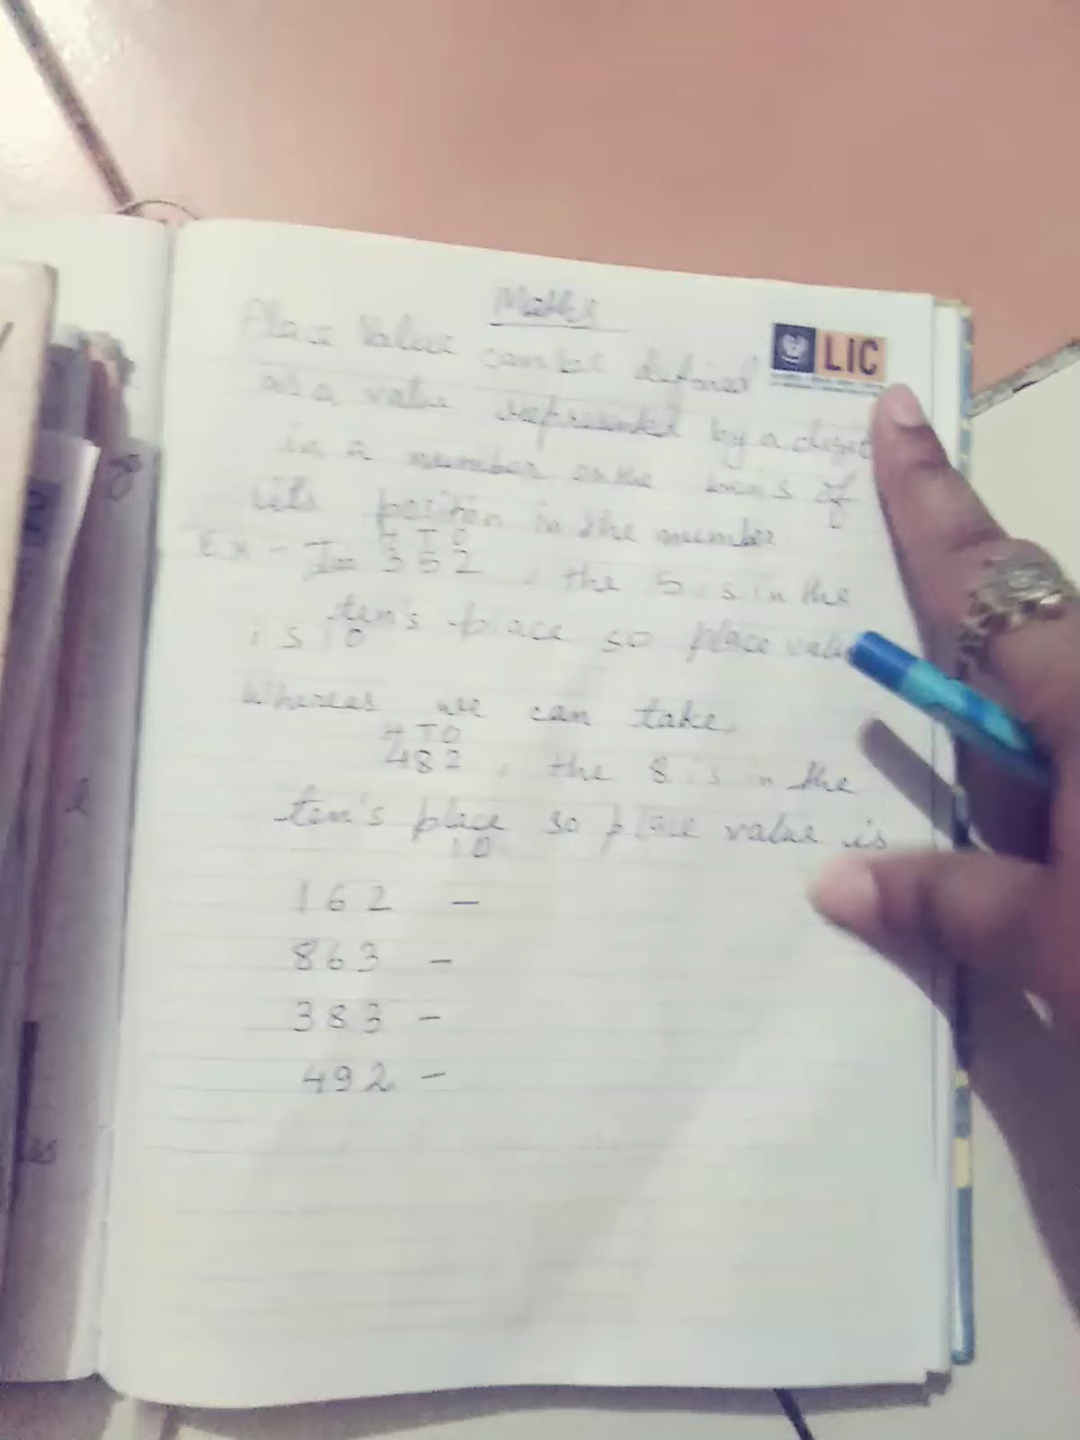 Maths
LIC
Place Value can be defined
as a value represented by a digit
in a number on the basis of
its position in the number
H T O
Ex - In 352, the 5 is in the
ten's place so place value
is 10
Whereas we can take,
H T O
482, the 8 is in the
ten's place so place value is
10
162 -
863 -
383 -
492 -